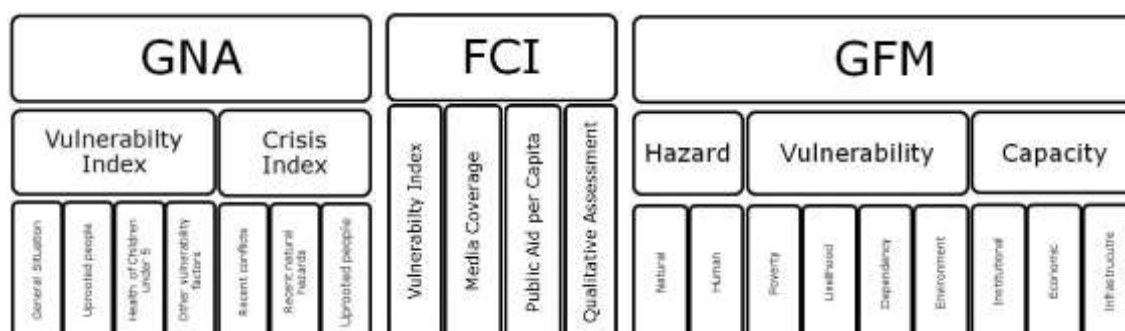 GNA
Vulnerabilty
Index
Crisis
Index
General Situation
Uprooted people
Health of Children
under 5
Other vulnerability
factors
Recent conflicts
Recent natural
hazards
Uprooted people
FCI
Vulnerabilty Index
Media Coverage
Public Aid per Capita
Qualitative Assessment
GFM
Hazard
Vulnerability
Capacity
Natural
Human
Poverty
Livelihood
Dependency
Environment
Institutional
Economic
Infrastrucutre